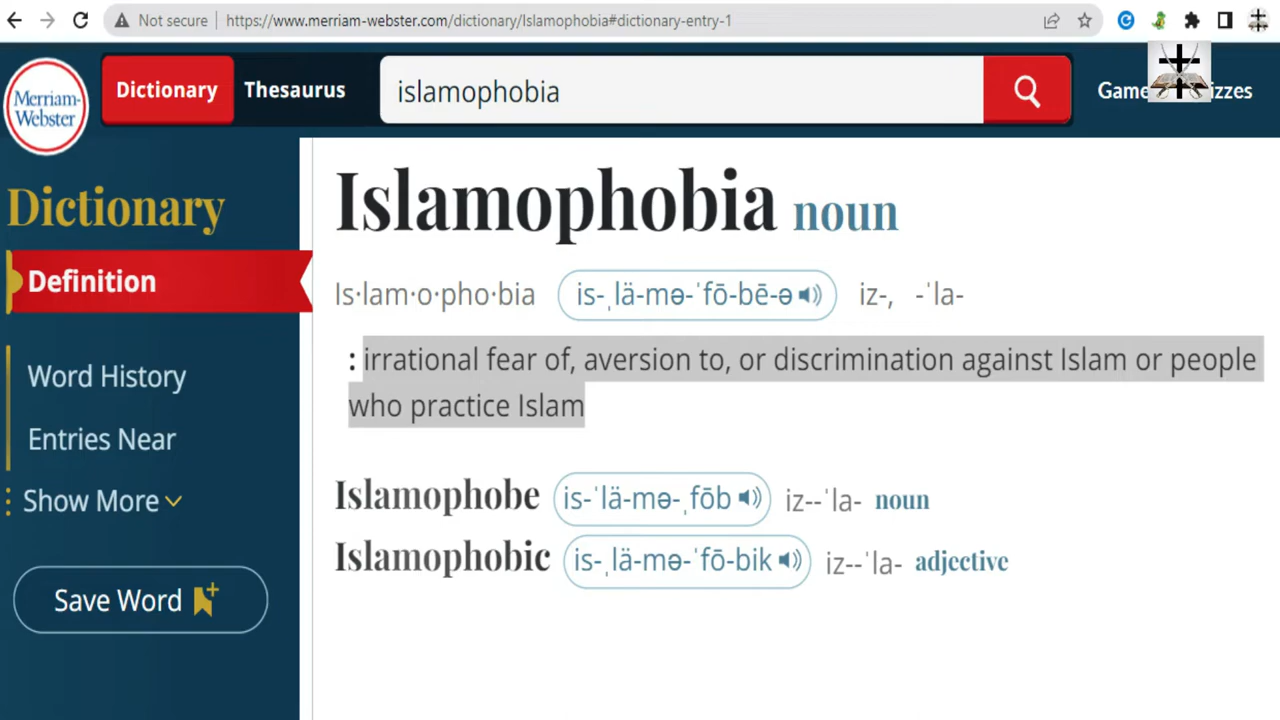 Not secure https://www.merriam-webster.com/dictionary/Islamophobia#dictionary-entry-1
Merriam-
Webster
Dictionary Thesaurus islamophobia
Dictionary
Definition
Word History
Entries Near
Show More
Save Word
Islamophobia noun
Is·lam·o·pho·bia is-ˌlä-mə-ˈfō-bē-ə iz-, -ˈla-
: irrational fear of, aversion to, or discrimination against Islam or people
who practice Islam
Islamophobe is-ˈlä-mə-ˌfōb iz--ˈla- noun
Islamophobic is-ˌlä-mə-ˈfō-bik iz--ˈla- adjective